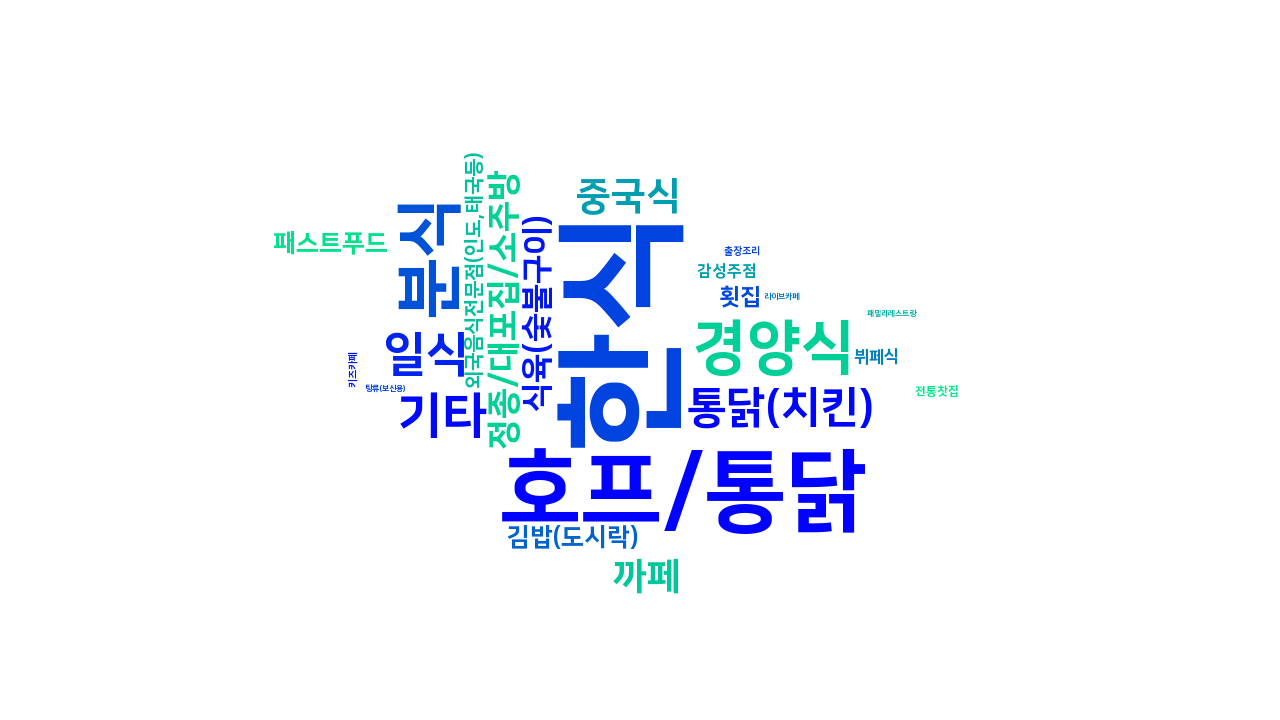 중국식
패스트푸드
분식
외국음식전문점(인도,태국등)
정종/대포집/소주방
식육(숯불구이)
한식
출장조리
감성주점
횟집
라이브카페
패밀리레스트랑
경양식
뷔페식
일식
키즈카페
탕류(보신용)
기타
통닭(치킨)
전통찻집
호프/통닭
김밥(도시락)
까페